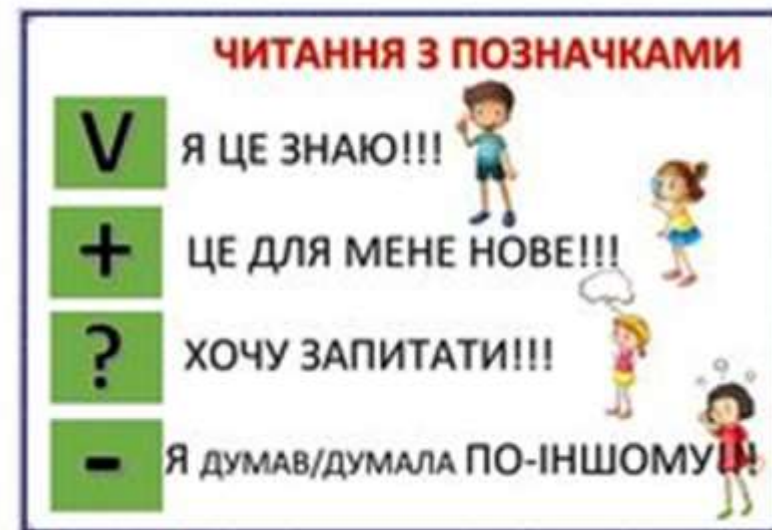 ЧИТАННЯ З ПОЗНАЧКАМИ
V Я ЦЕ ЗНАЮ!!!
+ ЦЕ ДЛЯ МЕНЕ НОВЕ!!!
? ХОЧУ ЗАПИТАТИ!!!
- Я ДУМАВ/ДУМАЛА ПО-ІНШОМУ!!!